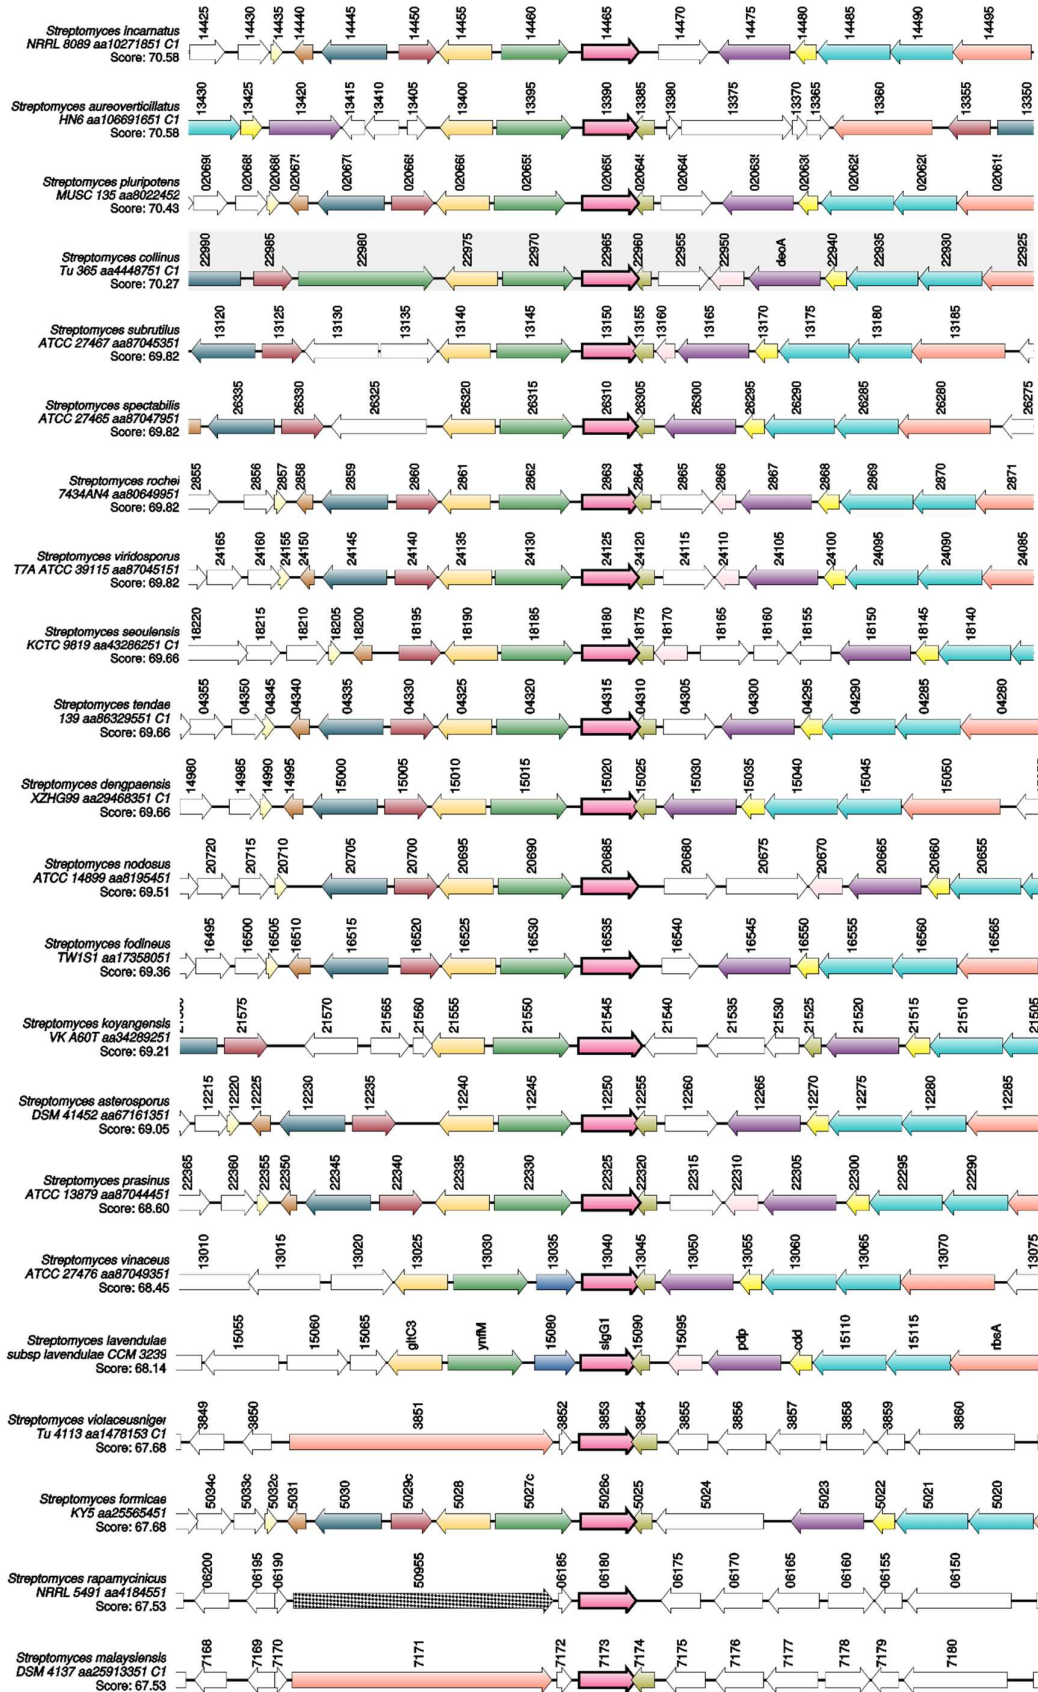 14425 14430 14435 14440 14445 14450 14455 14460 14465 14470 14475 14480 14485 14490 14495
Streptomyces incarnatus
NRRL 8089 aa10271851 C1
Score: 70.58
13430 13425 13420 13415 13410 13405 13400 13395 13390 13385 13380 13375 13370 13365 13360 13355 13350
Streptomyces aureoverticillatus
HN6 aa106691651 C1
Score: 70.58
Streptomyces pluripotens
MUSC 135 aa8022452
Score: 70.43
22990 22985 22980 22975 22970 22965 22960 22955 22950 deoA 22940 22935 22930 22925
Streptomyces collinus
Tu 365 aa4448751 C1
Score: 70.27
13120 13125 13130 13135 13140 13145 13150 13155 13160 13165 13170 13175 13180 13185
Streptomyces subrutilus
ATCC 27467 aa87045351
Score: 69.82
26335 26330 26325 26320 26315 26310 26305 26300 26295 26290 26285 26280 26275
Streptomyces spectabilis
ATCC 27465 aa87047951
Score: 69.82
2855 2856 2857 2858 2859 2860 2861 2862 2863 2864 2865 2866 2867 2868 2869 2870 2871
Streptomyces rochei
7434AN4 aa80649951
Score: 69.82
24165 24160 24155 24150 24145 24140 24135 24130 24125 24120 24115 24110 24105 24100 24095 24090 24085
Streptomyces viridosporus
T7A ATCC 39115 aa87045151
Score: 69.82
18220 18215 18210 18205 18200 18195 18190 18185 18180 18175 18170 18165 18160 18155 18150 18145 18140
Streptomyces seoulensis
KCTC 9819 aa43286251 C1
Score: 69.66
04355 04350 04345 04340 04335 04330 04325 04320 04315 04310 04305 04300 04295 04290 04285 04280
Streptomyces tendae
139 aa86329551 C1
Score: 69.66
14980 14985 14990 14995 15000 15005 15010 15015 15020 15025 15030 15035 15040 15045 15050
Streptomyces dengpaensis
XZHG99 aa29468351 C1
Score: 69.66
20720 20715 20710 20705 20700 20695 20690 20685 20680 20675 20670 20665 20660 20655
Streptomyces nodosus
ATCC 14899 aa8195451
Score: 69.51
16495 16500 16505 16510 16515 16520 16525 16530 16535 16540 16545 16550 16555 16560 16565
Streptomyces fodineus
TW1S1 aa17358051
Score: 69.36
21575 21570 21565 21560 21555 21550 21545 21540 21535 21530 21525 21520 21515 21510 21505
Streptomyces koyangensis
VK A60T aa34289251
Score: 69.21
12215 12220 12225 12230 12235 12240 12245 12250 12255 12260 12265 12270 12275 12280 12285
Streptomyces asterosporus
DSM 41452 aa67161351
Score: 69.05
22365 22360 22355 22350 22345 22340 22335 22330 22325 22320 22315 22310 22305 22300 22295 22290
Streptomyces prasinus
ATCC 13879 aa87044451
Score: 68.60
13010 13015 13020 13025 13030 13035 13040 13045 13050 13055 13060 13065 13070 13075
Streptomyces vinaceus
ATCC 27476 aa87049351
Score: 68.45
15055 15060 15065 gltC3 ynfM 15080 sigG1 15090 15095 pdp cdd 15110 15115 rbsA
Streptomyces lavendulae
subsp lavendulae CCM 3239
Score: 68.14
3849 3850 3851 3852 3853 3854 3855 3856 3857 3858 3859 3860
Streptomyces violaceusniger
Tu 4113 aa1478153 C1
Score: 67.68
5034c 5033c 5032c 5031 5030 5029c 5028 5027c 5026c 5025 5024 5023 5022 5021 5020
Streptomyces formicae
KY5 aa25565451
Score: 67.68
06200 06195 06190 50955 06185 06180 06175 06170 06165 06160 06155 06150
Streptomyces rapamycinicus
NRRL 5491 aa4184551
Score: 67.53
7168 7169 7170 7171 7172 7173 7174 7175 7176 7177 7178 7179 7180
Streptomyces malaysiensis
DSM 4137 aa25913351 C1
Score: 67.53